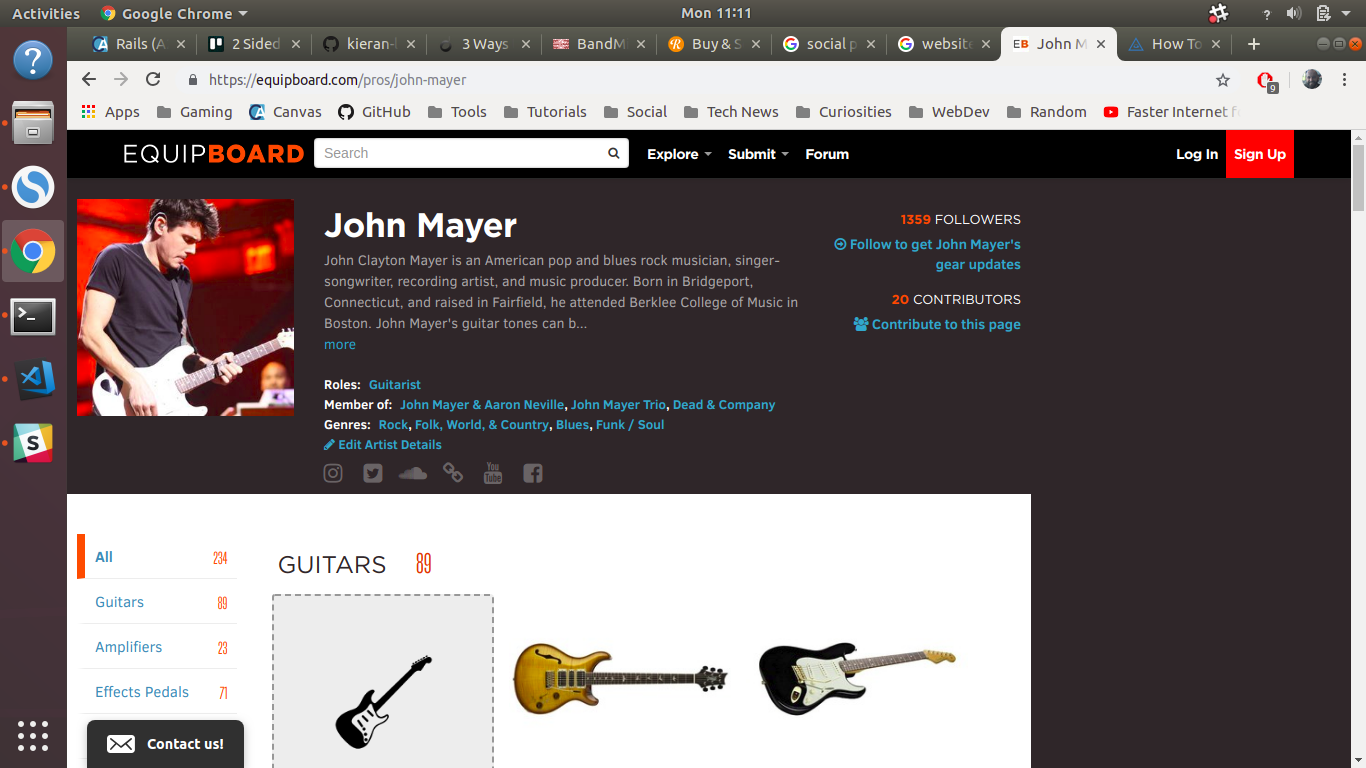 Activities Google Chrome Mon 11:11 ?
Rails (A 2 Sided kieran- 3 Ways BandM Buy & S social p website EB John M How To
https://equipboard.com/pros/john-mayer 9
Apps Gaming Canvas GitHub Tools Tutorials Social Tech News Curiosities WebDev Random Faster Internet f
EQUIPBOARD Search Explore Submit Forum Log In Sign Up
John Mayer
John Clayton Mayer is an American pop and blues rock musician, singer-
songwriter, recording artist, and music producer. Born in Bridgeport,
Connecticut, and raised in Fairfield, he attended Berklee College of Music in
Boston. John Mayer's guitar tones can b...
more
1359 FOLLOWERS
Follow to get John Mayer's
gear updates
20 CONTRIBUTORS
Contribute to this page
Roles: Guitarist
Member of: John Mayer & Aaron Neville, John Mayer Trio, Dead & Company
Genres: Rock, Folk, World, & Country, Blues, Funk / Soul
Edit Artist Details
You Tube
All 234
Guitars 89
Amplifiers 23
Effects Pedals 71
GUITARS 89
Contact us!